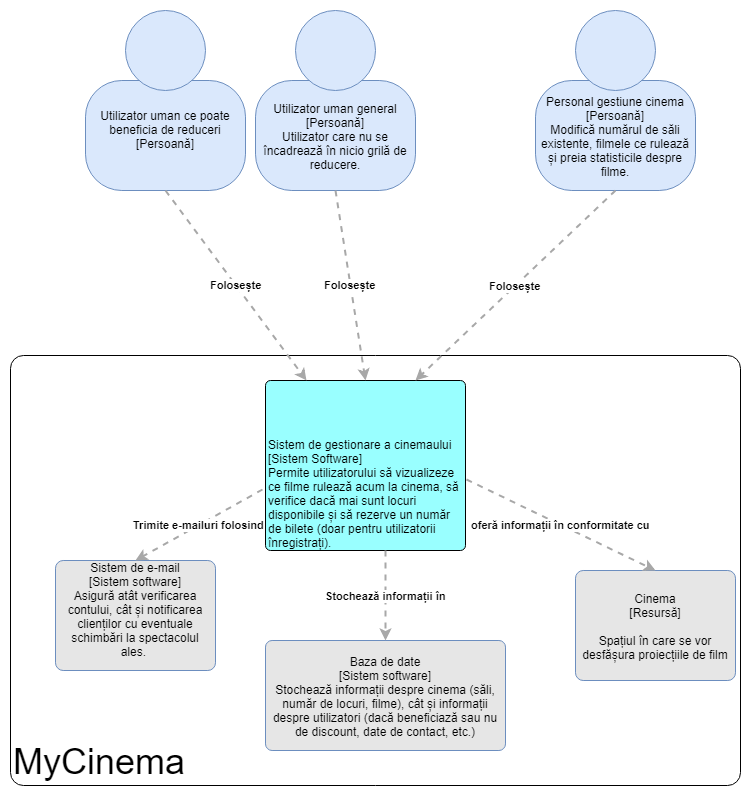 Utilizator uman ce poate
beneficia de reduceri
[Persoană]
Utilizator uman general
[Persoană]
Utilizator care nu se
încadrează în nicio grilă de
reducere.
Personal gestiune cinema
[Persoană]
Modifică numărul de săli
existente, filmele ce rulează
și preia statisticile despre
filme.
Folosește
Folosește
Folosește
Sistem de gestionare a cinemaului
[Sistem Software]
Permite utilizatorului să vizualizeze
ce filme rulează acum la cinema, să
verifice dacă mai sunt locuri
disponibile și să rezerve un număr
de bilete (doar pentru utilizatorii
înregistrați).
Trimite e-mailuri folosind
oferă informații în conformitate cu
Stochează informații în
Sistem de e-mail
[Sistem software]
Asigură atât verificarea
contului, cât și notificarea
clienților cu eventuale
schimbări la spectacolul
ales.
Baza de date
[Sistem software]
Stochează informații despre cinema (săli,
număr de locuri, filme), cât și informații
despre utilizatori (dacă beneficiază sau nu
de discount, date de contact, etc.)
Cinema
[Resursă]
Spațiul în care se vor
desfășura proiecțiile de film
MyCinema